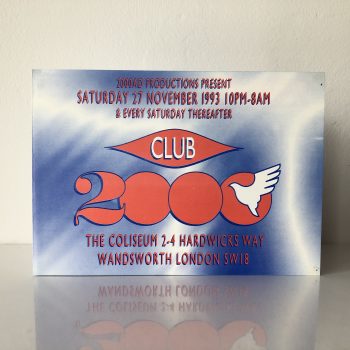 2000AD PRODUCTIONS PRESENT
SATURDAY 27 NOVEMBER 1993 10PM-8AM
& EVERY SATURDAY THEREAFTER
CLUB
2000
THE COLISEUM 2-4 HARDWICKS WAY
WANDSWORTH LONDON SW18